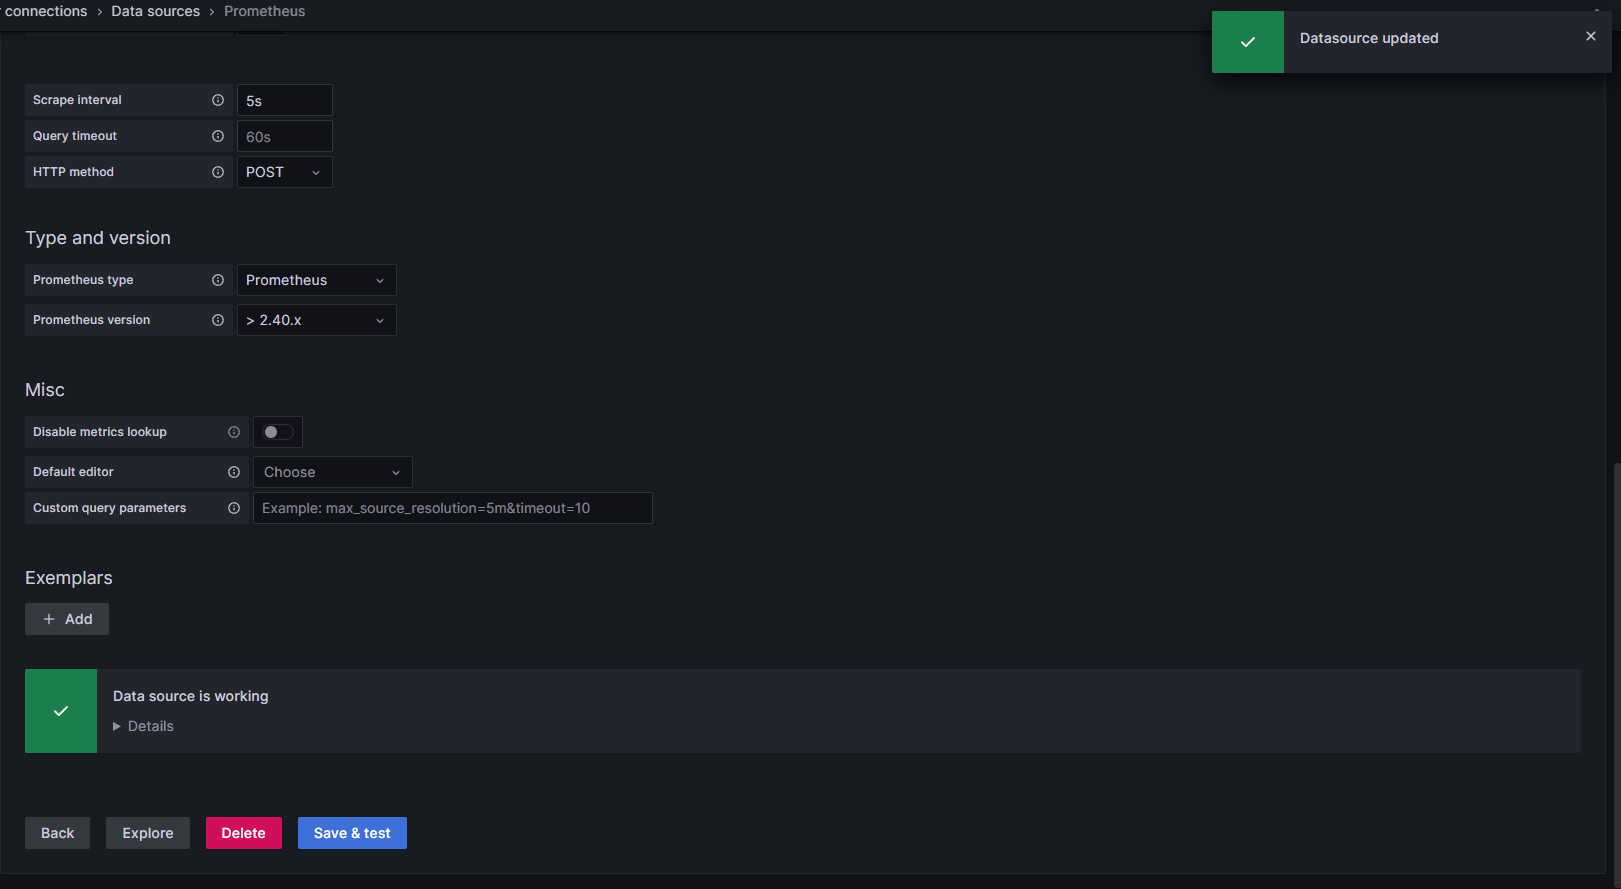 connections > Data sources > Prometheus
Datasource updated
Scrape interval 5s
Query timeout 60s
HTTP method POST
Type and version
Prometheus type Prometheus
Prometheus version > 2.40.x
Misc
Disable metrics lookup
Default editor Choose
Custom query parameters Example: max_source_resolution=5m&timeout=10
Exemplars
+ Add
Data source is working
Details
Back Explore Delete Save & test